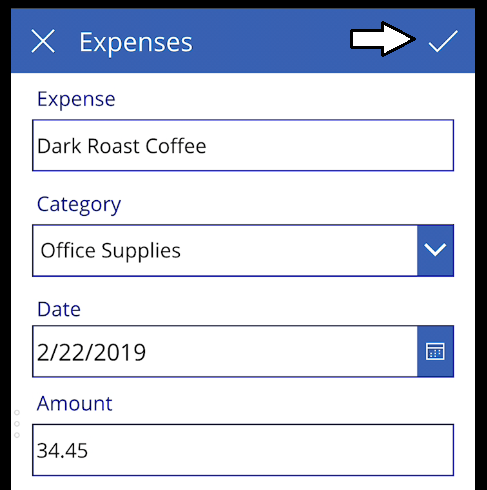 Expenses
Expense
Dark Roast Coffee
Category
Office Supplies
Date
2/22/2019
Amount
34.45